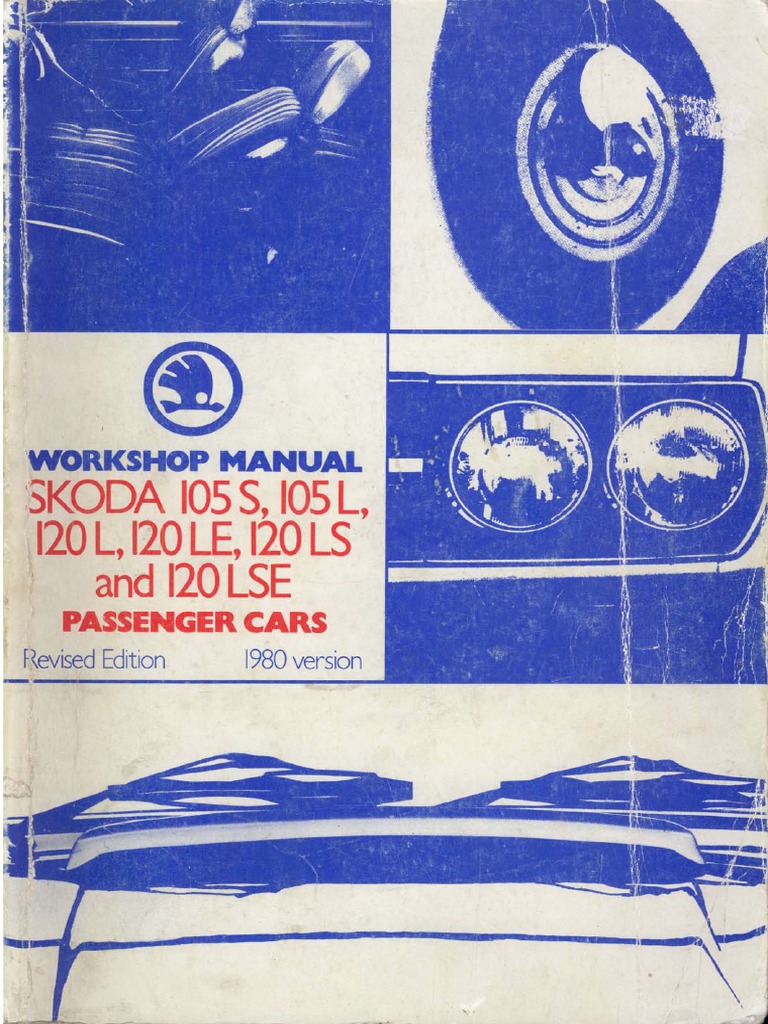 WORKSHOP MANUAL
SKODA 105 S, 105 L,
120 L, 120 LE, 120 LS
and 120 LSE
PASSENGER CARS
Revised Edition 1980 version